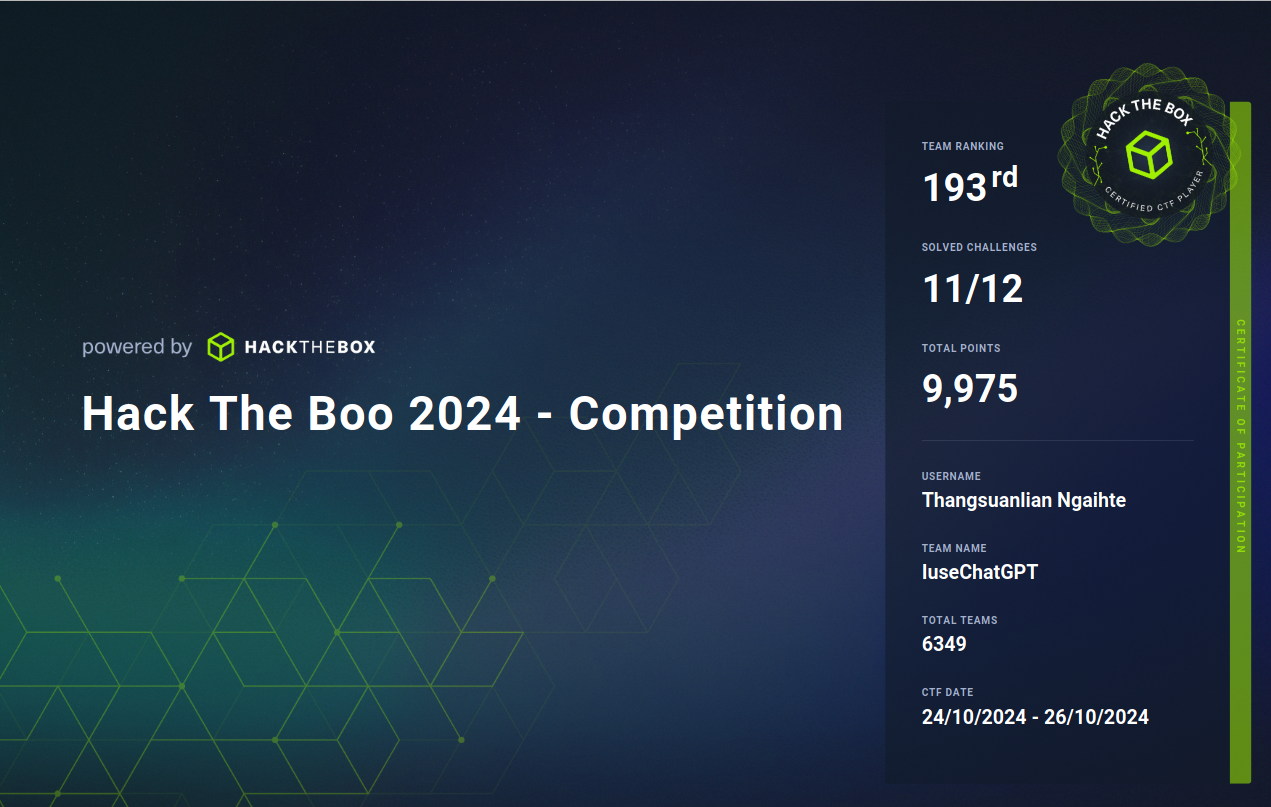 powered by HACKTHEBOX
Hack The Boo 2024 - Competition
HACK THE BOX
CERTIFIED CTF PLAYER
TEAM RANKING
193rd
SOLVED CHALLENGES
11/12
TOTAL POINTS
9,975
USERNAME
Thangsuanlian Ngaihte
TEAM NAME
IuseChatGPT
TOTAL TEAMS
6349
CTF DATE
24/10/2024 - 26/10/2024
CERTIFICATE OF PARTICIPATION